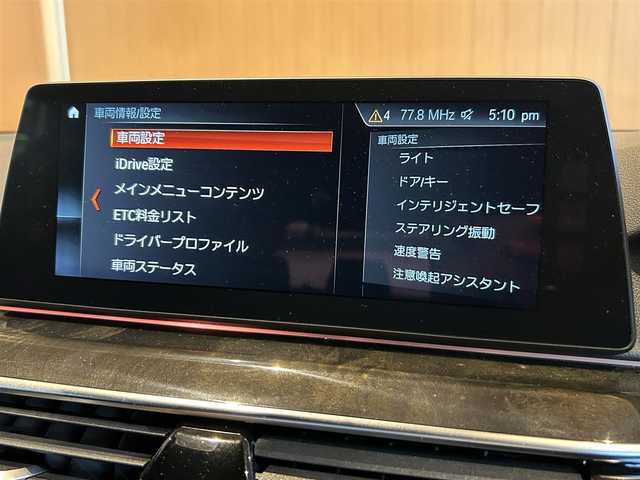 車両情報/設定
4 77.8 MHz 5:10 pm
車両設定
iDrive設定
メインメニューコンテンツ
ETC料金リスト
ドライバープロファイル
車両ステータス
車両設定
ライト
ドア/キー
インテリジェントセーフ
ステアリング振動
速度警告
注意喚起アシスタント